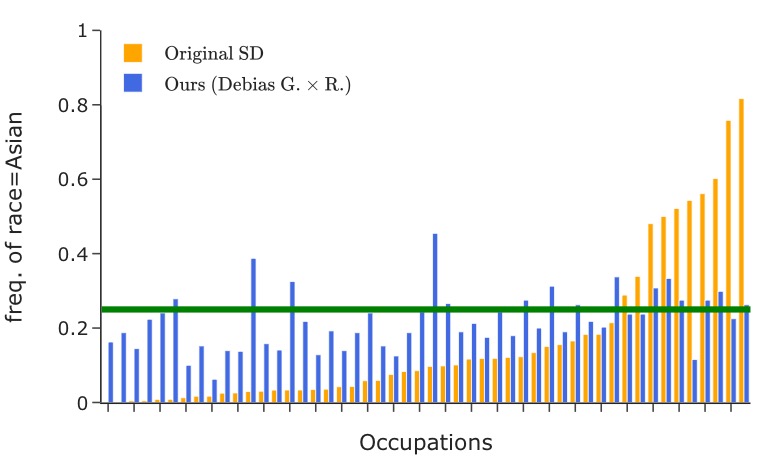 1
0.8
0.6
0.4
0.2
0
freq. of race=Asian
Original SD
Ours (Debias G. × R.)
Occupations